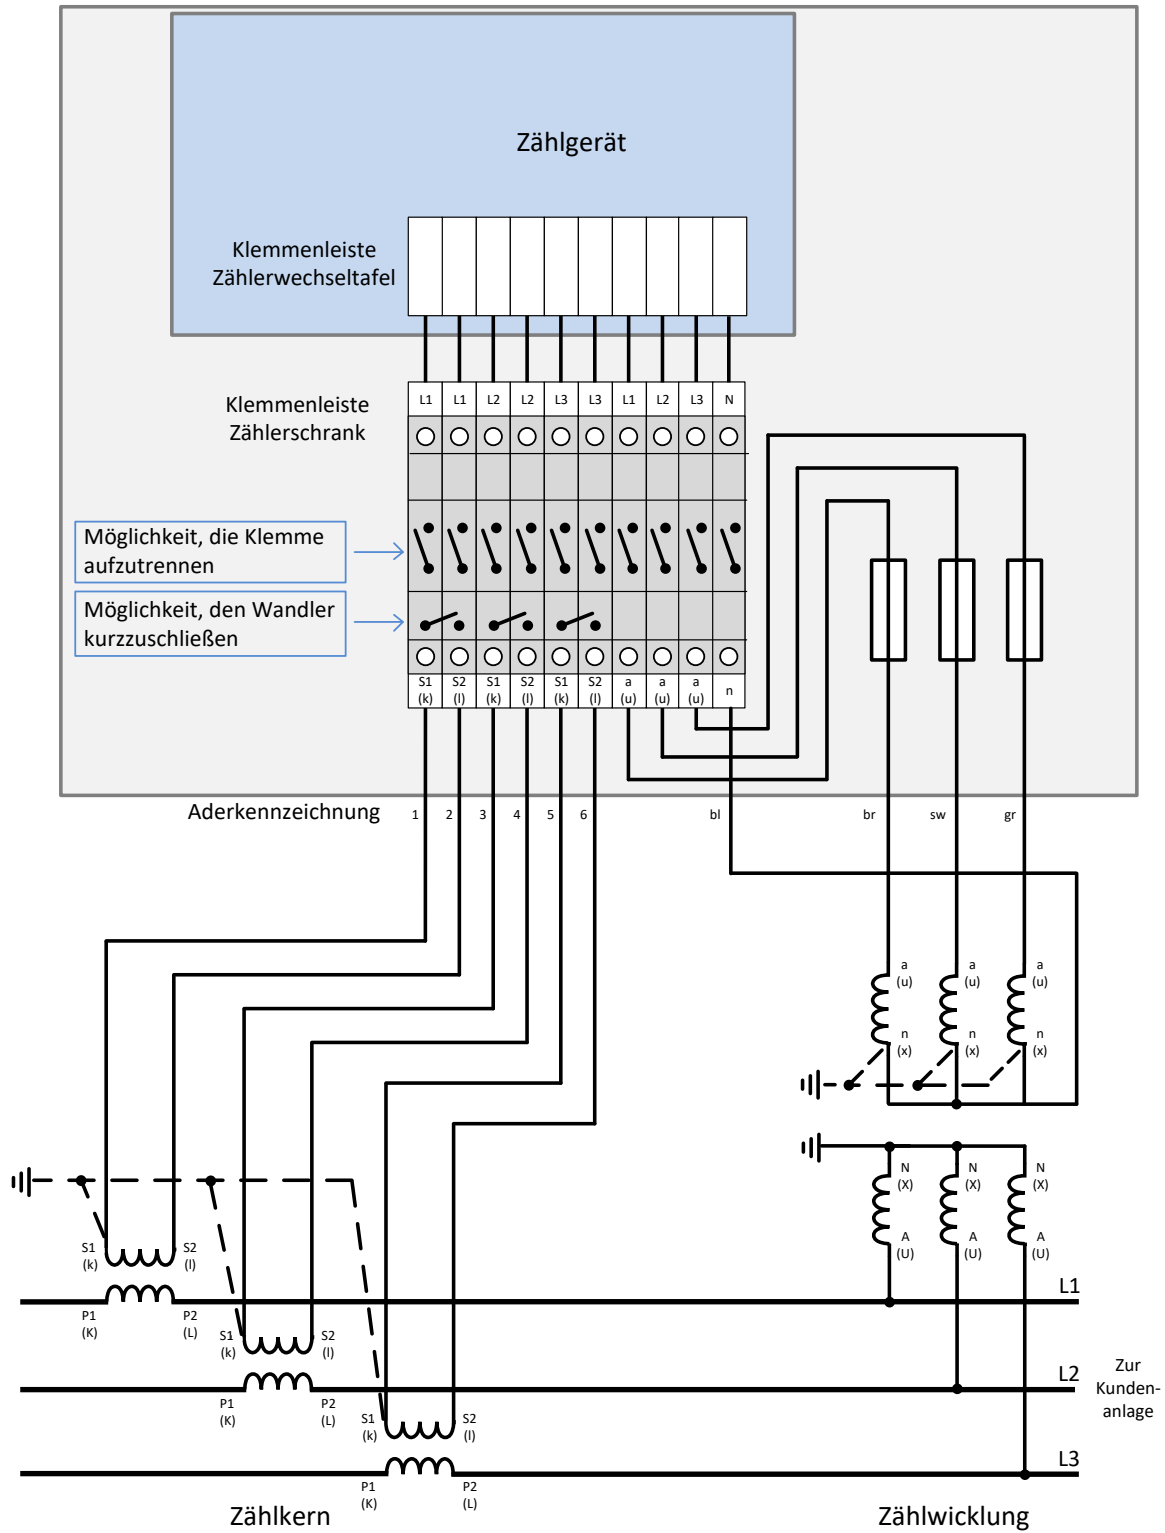 Zählgerät
Klemmenleiste
Zählerwechseltafel
Klemmenleiste
Zählerschrank
L1 L1 L2 L2 L3 L3 L1 L2 L3 N
Möglichkeit, die Klemme
aufzutrennen
Möglichkeit, den Wandler
kurzzuschließen
S1 S2 S1 S2 S1 S2 a a a n
(k) (l) (k) (l) (k) (l) (u) (u) (u)
Aderkennzeichnung 1 2 3 4 5 6 bl br sw gr
a a a
(u) (u) (u)
n n n
(x) (x) (x)
N N N
(X) (X) (X)
A A A
(U) (U) (U)
S1 S2
(k) (l)
L1
P1 P2
(K) (L)
S1 S2
(k) (l)
L2
P1 P2
(K) (L)
Zur
Kunden-
anlage
S1 S2
(k) (l)
L3
P1 P2
(K) (L)
Zählkern
Zählwicklung